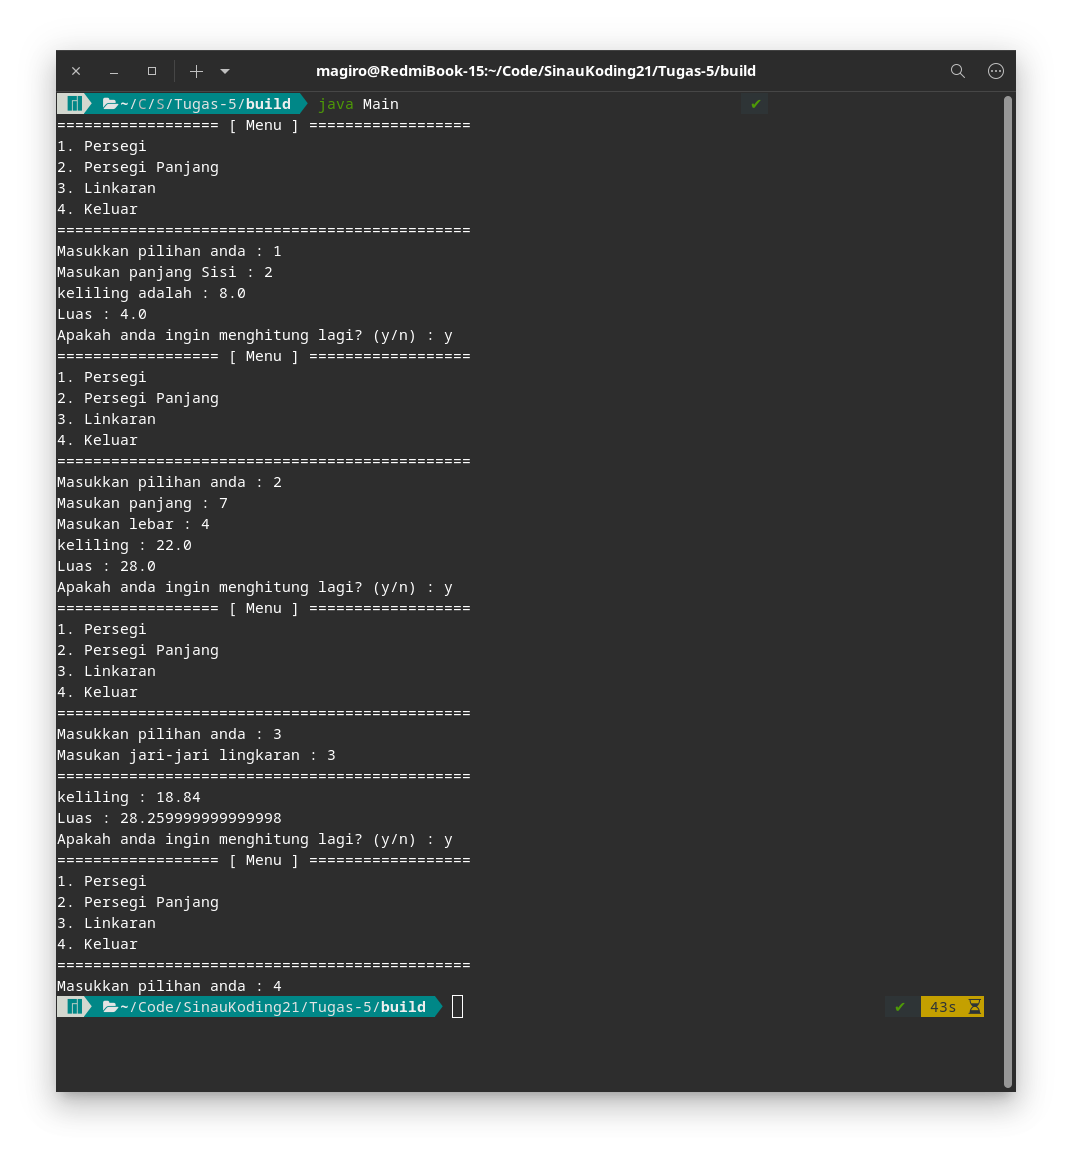 magiro@RedmiBook-15:~/Code/SinauKoding21/Tugas-5/build
~/C/S/Tugas-5/build java Main ✔
================== [ Menu ] ==================
1. Persegi
2. Persegi Panjang
3. Linkaran
4. Keluar
==============================================
Masukkan pilihan anda : 1
Masukan panjang Sisi : 2
keliling adalah : 8.0
Luas : 4.0
Apakah anda ingin menghitung lagi? (y/n) : y
================== [ Menu ] ==================
1. Persegi
2. Persegi Panjang
3. Linkaran
4. Keluar
==============================================
Masukkan pilihan anda : 2
Masukan panjang : 7
Masukan lebar : 4
keliling : 22.0
Luas : 28.0
Apakah anda ingin menghitung lagi? (y/n) : y
================== [ Menu ] ==================
1. Persegi
2. Persegi Panjang
3. Linkaran
4. Keluar
==============================================
Masukkan pilihan anda : 3
Masukan jari-jari lingkaran : 3
==============================================
keliling : 18.84
Luas : 28.259999999999998
Apakah anda ingin menghitung lagi? (y/n) : y
================== [ Menu ] ==================
1. Persegi
2. Persegi Panjang
3. Linkaran
4. Keluar
==============================================
Masukkan pilihan anda : 4
~/Code/SinauKoding21/Tugas-5/build ✔ 43s